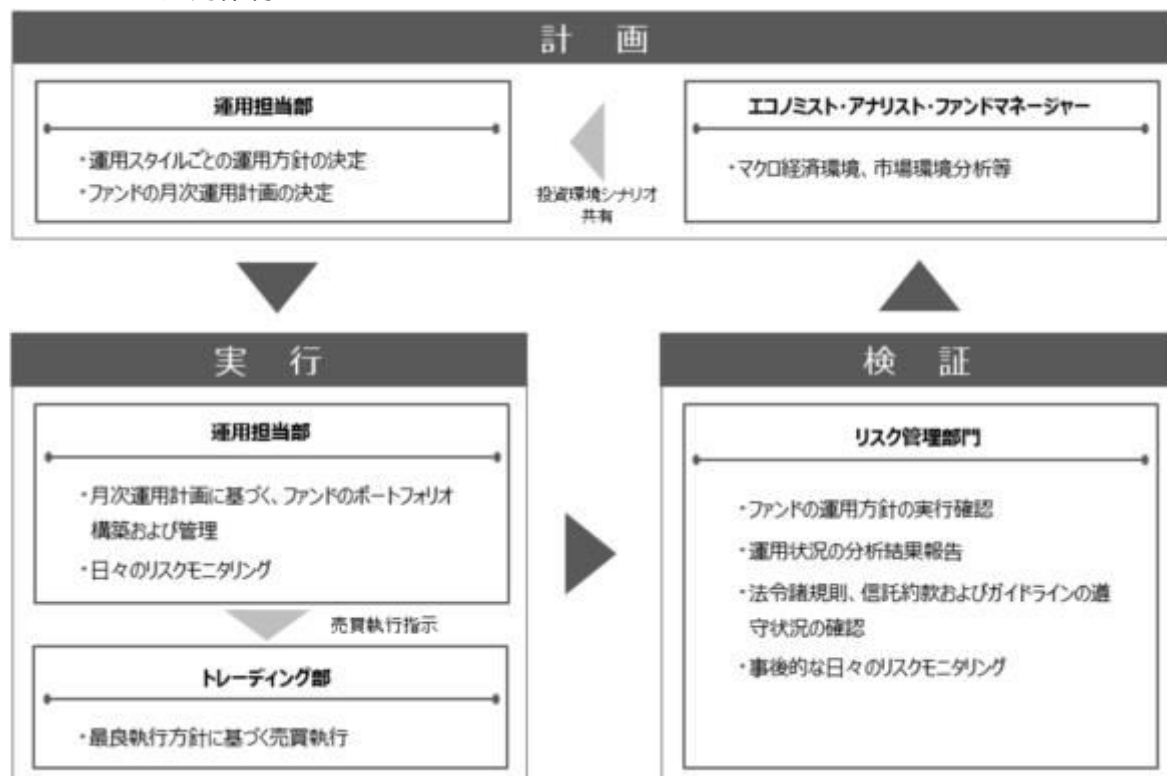 計 画
運用担当部
・運用スタイルごとの運用方針の決定
・ファンドの月次運用計画の決定
投資環境シナリオ
共有
エコノミスト・アナリスト・ファンドマネージャー
・マクロ経済環境、市場環境分析等
実 行
運用担当部
・月次運用計画に基づく、ファンドのポートフォリオ
構築および管理
・日々のリスクモニタリング
売買執行指示
トレーディング部
・最良執行方針に基づく売買執行
検 証
リスク管理部門
・ファンドの運用方針の実行確認
・運用状況の分析結果報告
・法令諸規則、信託約款およびガイドラインの遵
守状況の確認
・事後的な日々のリスクモニタリング